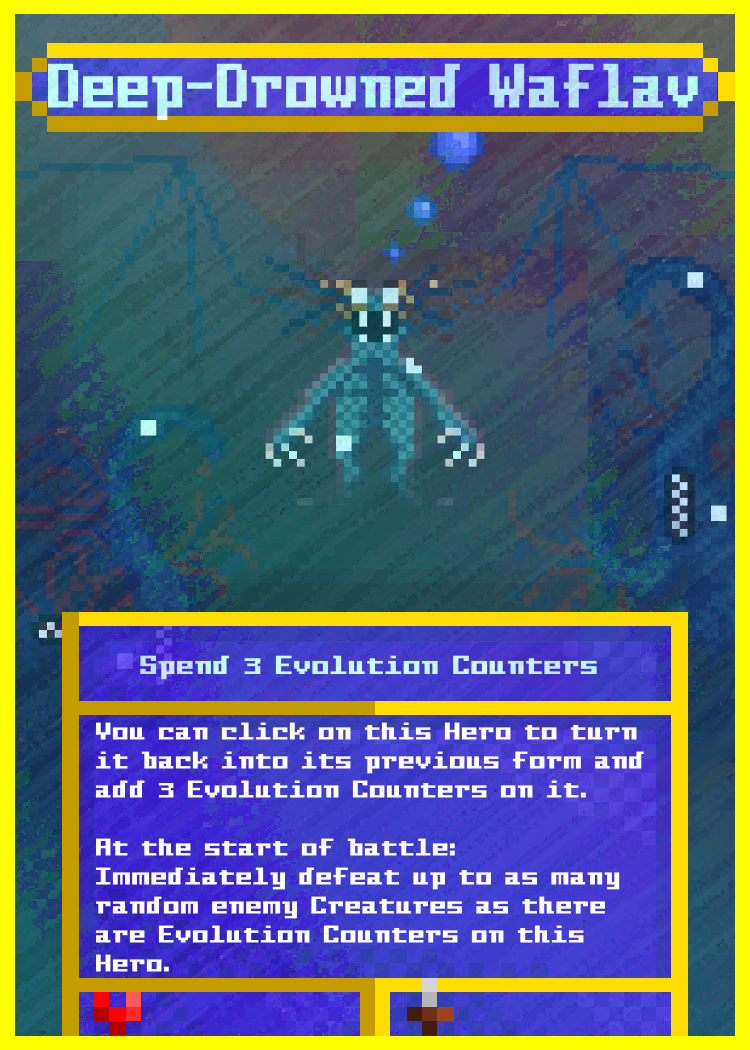 Deep-Drowned Waflav
Spend 3 Evolution Counters
You can click on this Hero to turn
it back into its previous form and
add 3 Evolution Counters on it.
At the start of battle:
Immediately defeat up to as many
random enemy Creatures as there
are Evolution Counters on this
Hero.